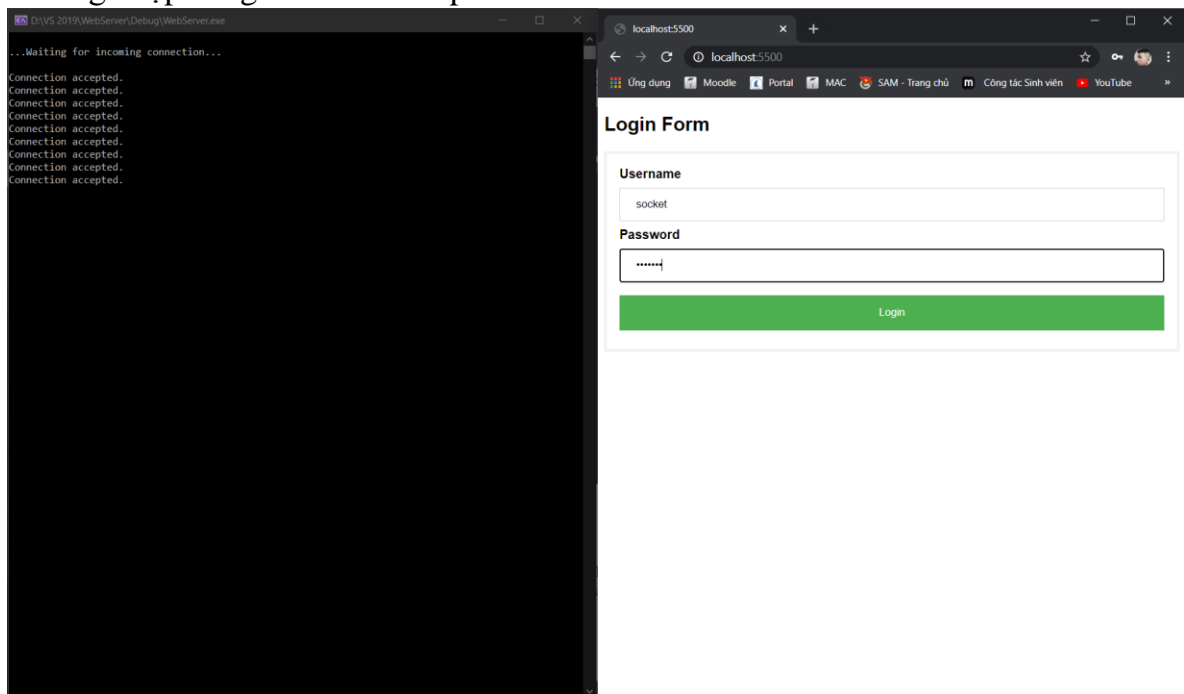 D:\VS 2019\WebServer\Debug\WebServer.exe
...Waiting for incoming connection...
Connection accepted.
Connection accepted.
Connection accepted.
Connection accepted.
Connection accepted.
Connection accepted.
Connection accepted.
Connection accepted.
Connection accepted.
localhost:5500
localhost:5500
Ứng dụng Moodle Portal MAC SAM - Trang chủ Công tác Sinh viên YouTube »
Login Form
Username
socket
Password
•••••••
Login